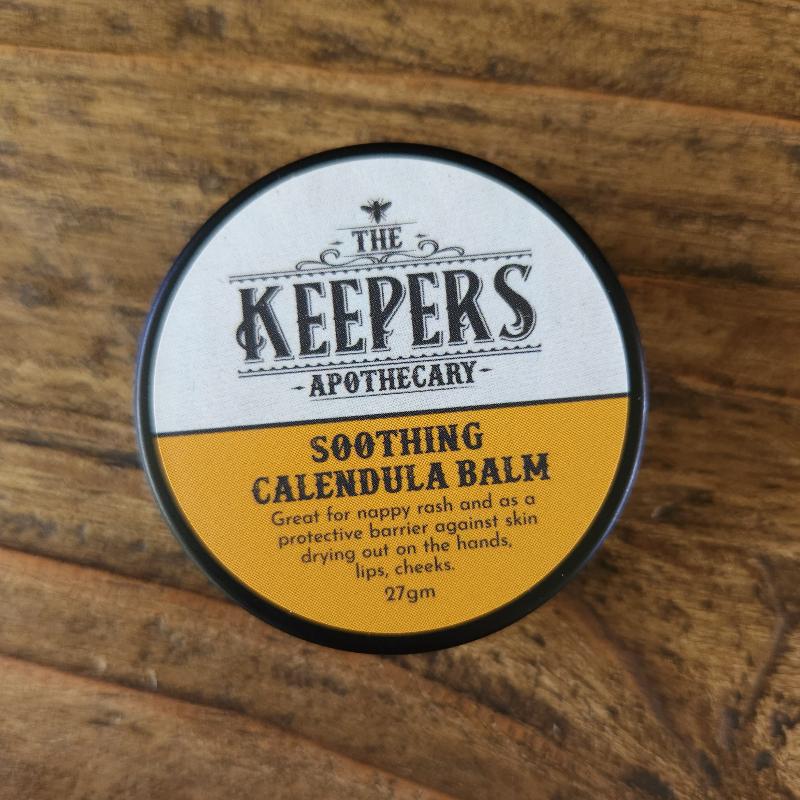 THE
KEEPERS
-APOTHECARY-
SOOTHING
CALENDULA BALM
Great for nappy rash and as a
protective barrier against skin
drying out on the hands,
lips, cheeks.
27gm